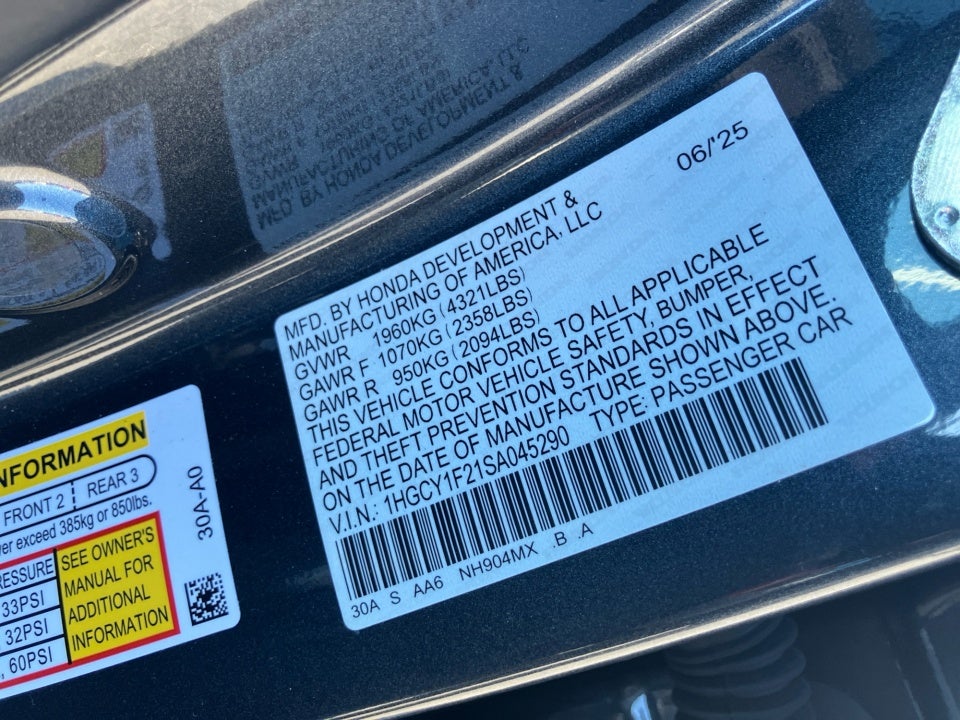 06/'25
MFD. BY HONDA DEVELOPMENT &
MANUFACTURING OF AMERICA, LLC
GVWR 1960KG (4321LBS)
GAWR F 1070KG (2358LBS)
GAWR R 950KG (2094LBS)
THIS VEHICLE CONFORMS TO ALL APPLICABLE
FEDERAL MOTOR VEHICLE SAFETY, BUMPER,
AND THEFT PREVENTION STANDARDS IN EFFECT
ON THE DATE OF MANUFACTURE SHOWN ABOVE.
V.I.N.: 1HGCY1F21SA045290 TYPE: PASSENGER CAR
30A S AA6 NH904MX B A
NFORMATION
FRONT 2 REAR 3
ver exceed 385kg or 850lbs.
RESSURE
33PSI
, 32PSI
, 60PSI
SEE OWNER'S
MANUAL FOR
ADDITIONAL
INFORMATION
30A-A0